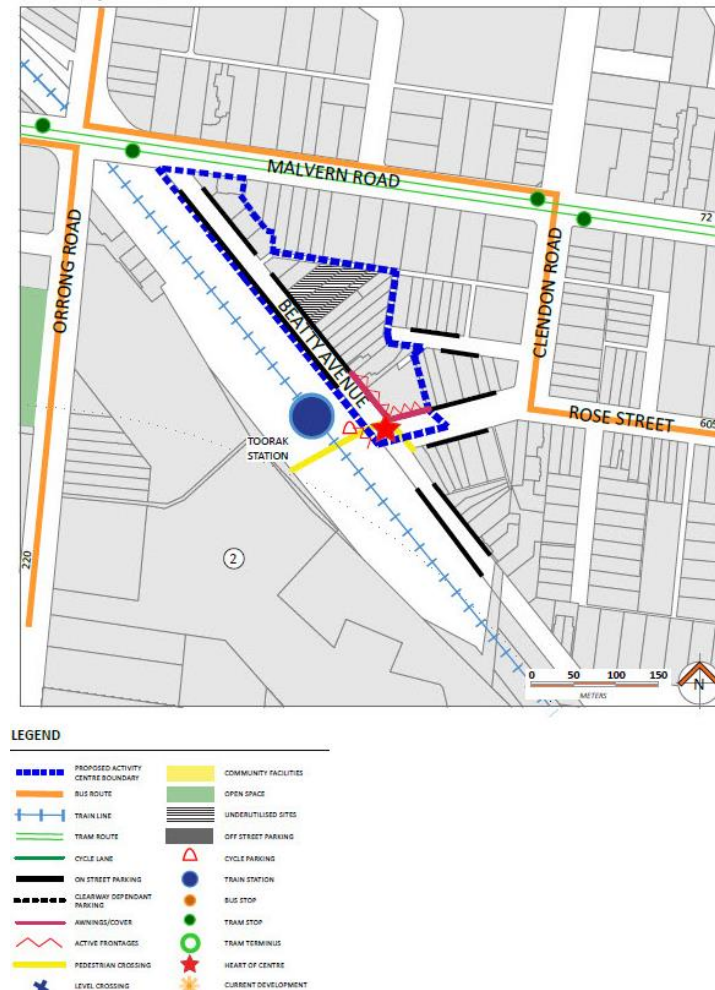 MALVERN ROAD
72
ORRONG ROAD
CLENDON ROAD
BEATTY AVENUE
ROSE STREET
605
TOORAK
STATION
220
2
0 50 100 150
METERS
N
LEGEND
PROPOSED ACTIVITY
CENTRE BOUNDARY
BUS ROUTE
TRAIN LINE
TRAM ROUTE
CYCLE LANE
ON STREET PARKING
CLEARWAY DEPENDANT
PARKING
AWNINGS/COVER
ACTIVE FRONTAGES
PEDESTRIAN CROSSING
LEVEL CROSSING
COMMUNITY FACILITIES
OPEN SPACE
UNDERUTILISED SITES
OFF STREET PARKING
CYCLE PARKING
TRAIN STATION
BUS STOP
TRAM STOP
TRAM TERMINUS
HEART OF CENTRE
CURRENT DEVELOPMENT